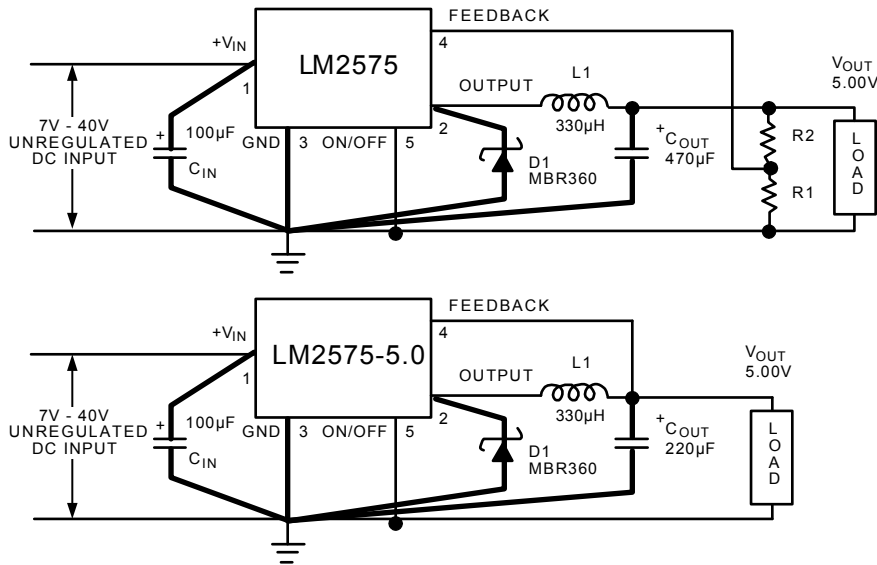 FEEDBACK
+VIN
4
LM2575
L1
VOUT
5.00V
OUTPUT
1
2
7V - 40V
UNREGULATED
DC INPUT
+
100µF
CIN
GND
3
ON/OFF
5
330µH
D1
MBR360
+
COUT
470µF
R2
R1
LOAD
FEEDBACK
+VIN
4
LM2575-5.0
L1
VOUT
5.00V
OUTPUT
1
2
7V - 40V
UNREGULATED
DC INPUT
+
100µF
CIN
GND
3
ON/OFF
5
330µH
D1
MBR360
+
COUT
220µF
LOAD